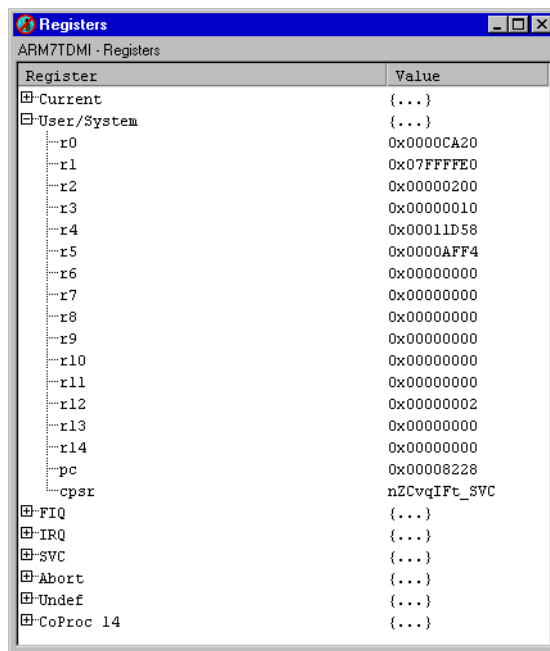 Registers
ARM7TDMI - Registers
Register Value
Current {...}
User/System {...}
r0 0x0000CA20
r1 0x07FFFFE0
r2 0x00000200
r3 0x00000010
r4 0x00011D58
r5 0x0000AFF4
r6 0x00000000
r7 0x00000000
r8 0x00000000
r9 0x00000000
r10 0x00000000
r11 0x00000000
r12 0x00000002
r13 0x00000000
r14 0x00000000
pc 0x00008228
cpsr nZCvqIFt_SVC
FIQ {...}
IRQ {...}
SVC {...}
Abort {...}
Undef {...}
CoProc 14 {...}